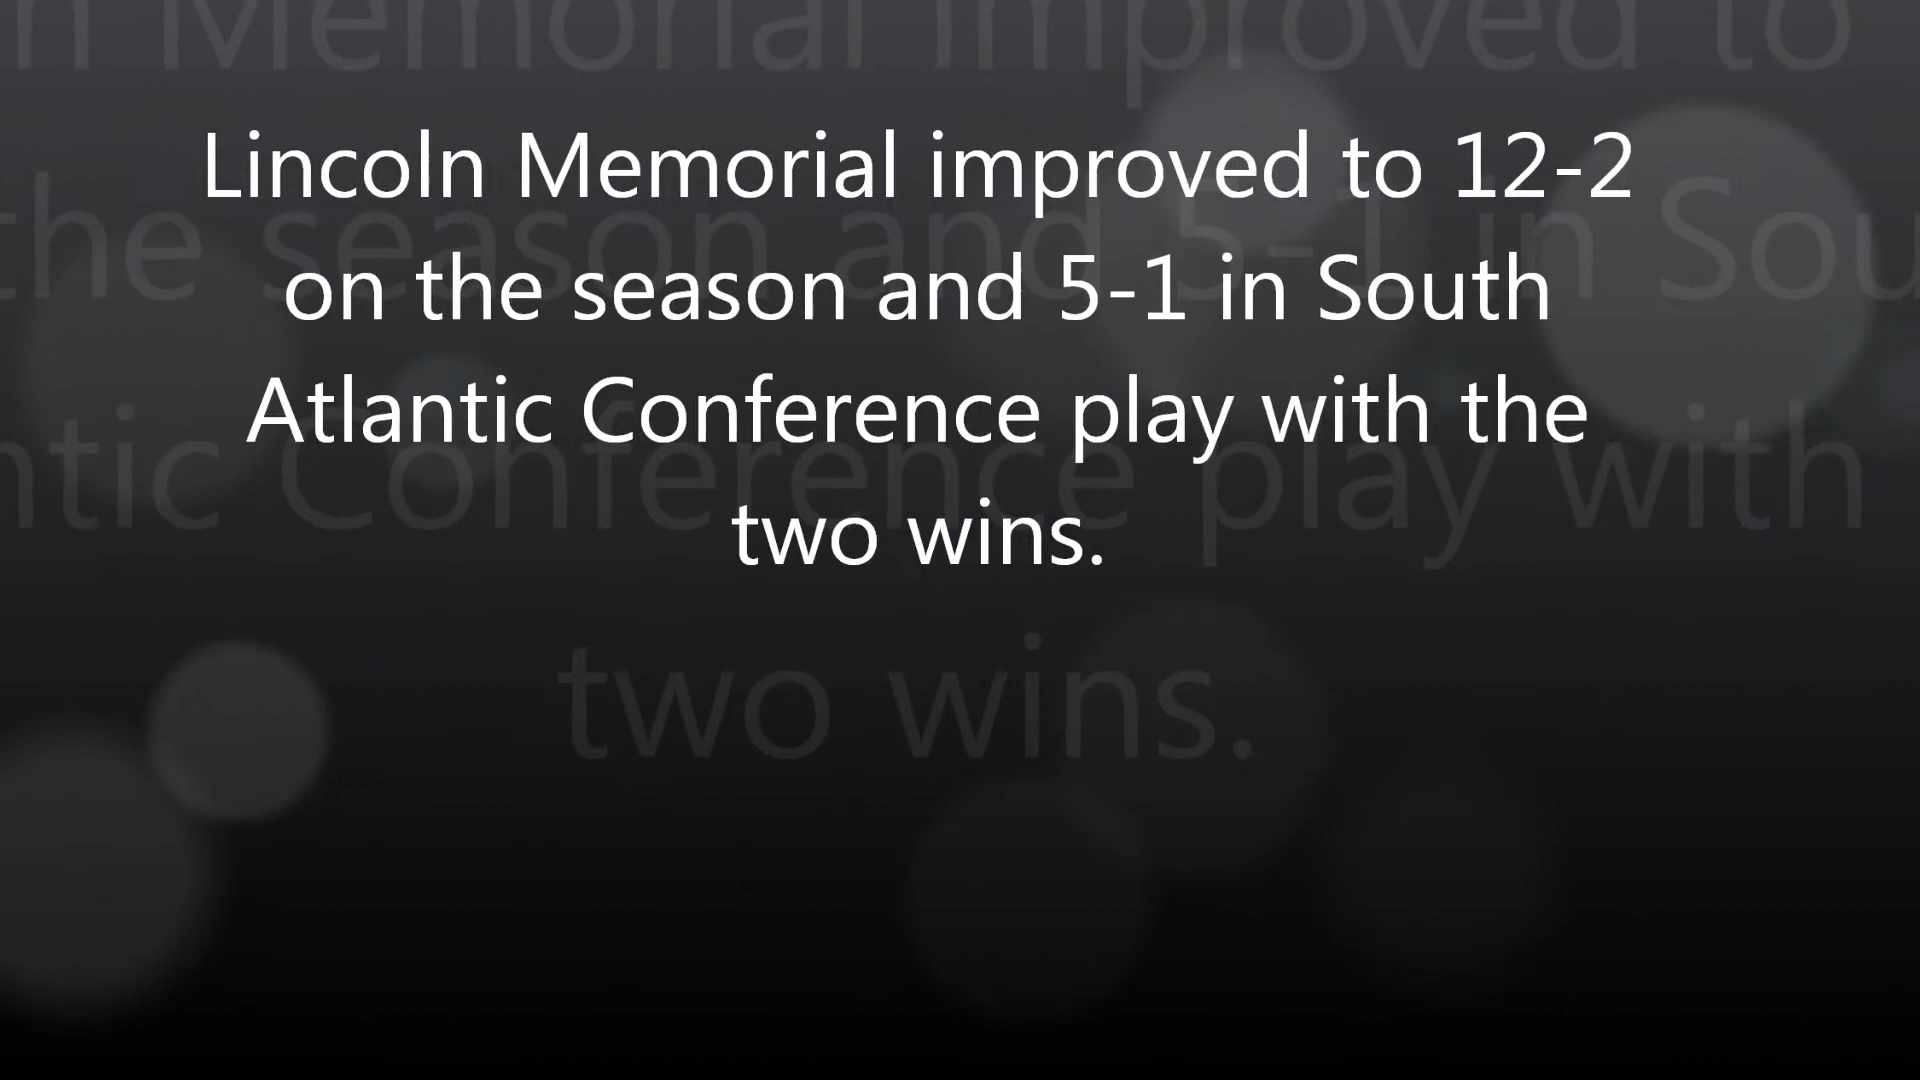 Lincoln Memorial improved to 12-2
on the season and 5-1 in South
Atlantic Conference play with the
two wins.